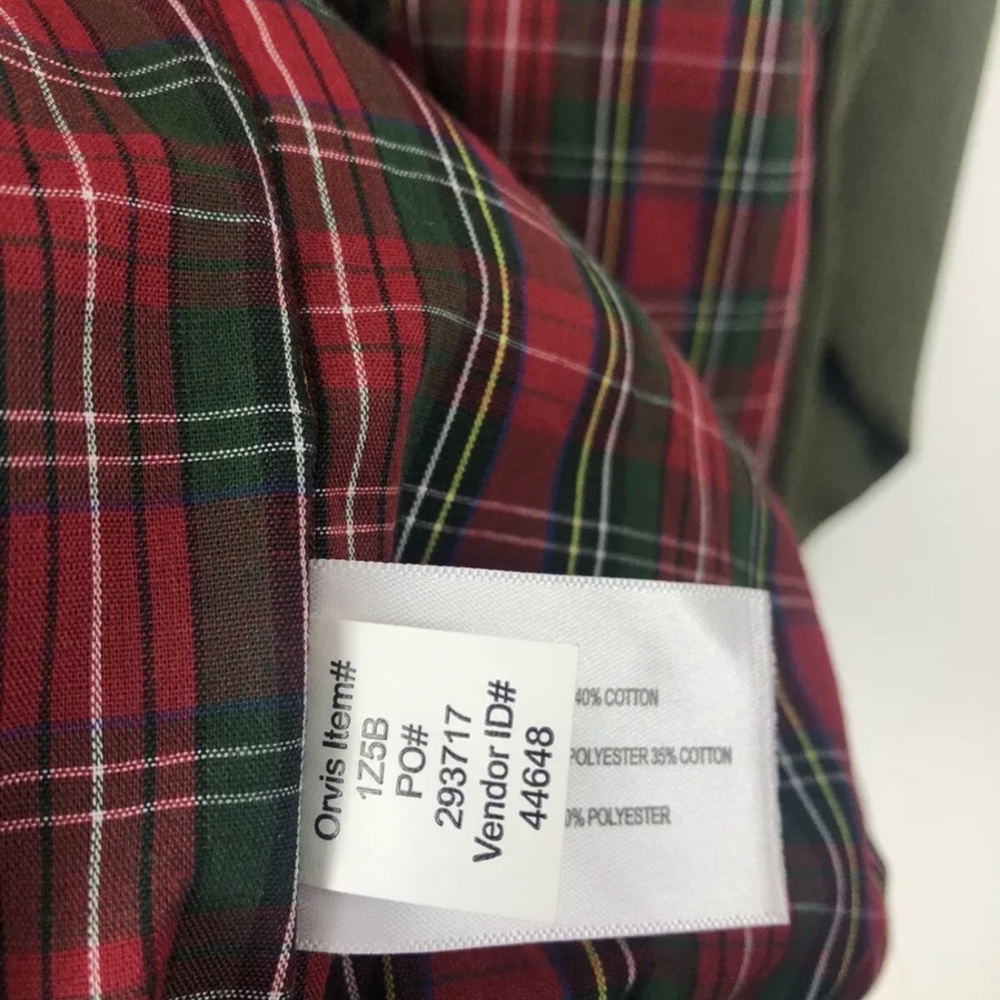 Orvis Item#
1Z5B
PO#
293717
Vendor ID#
44648
40% COTTON
POLYESTER 35% COTTON
0% POLYESTER